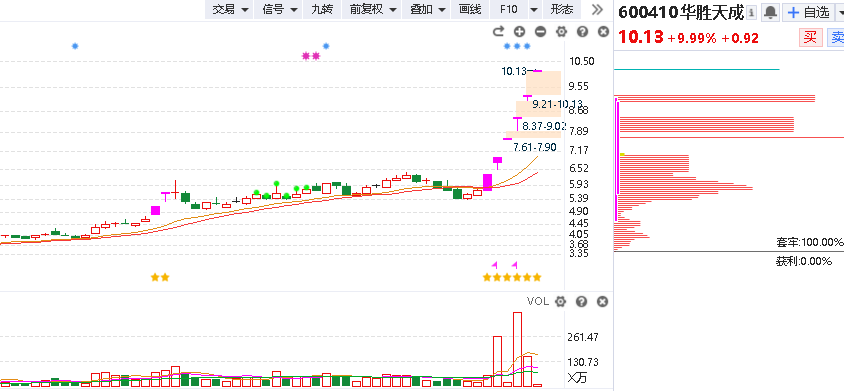 交易 信号 九转 前复权 叠加 画线 F10 形态
600410华胜天成 自选
10.13 +9.99% +0.92 买 卖
10.50
10.13
9.55
9.21-10.13
8.68
8.37-9.02
7.89
7.61-7.90
7.17
6.52
5.93
5.39
4.90
4.45
4.05
3.68
3.35
套牢:100.00%
获利:0.00%
VOL
261.47
130.73
X万